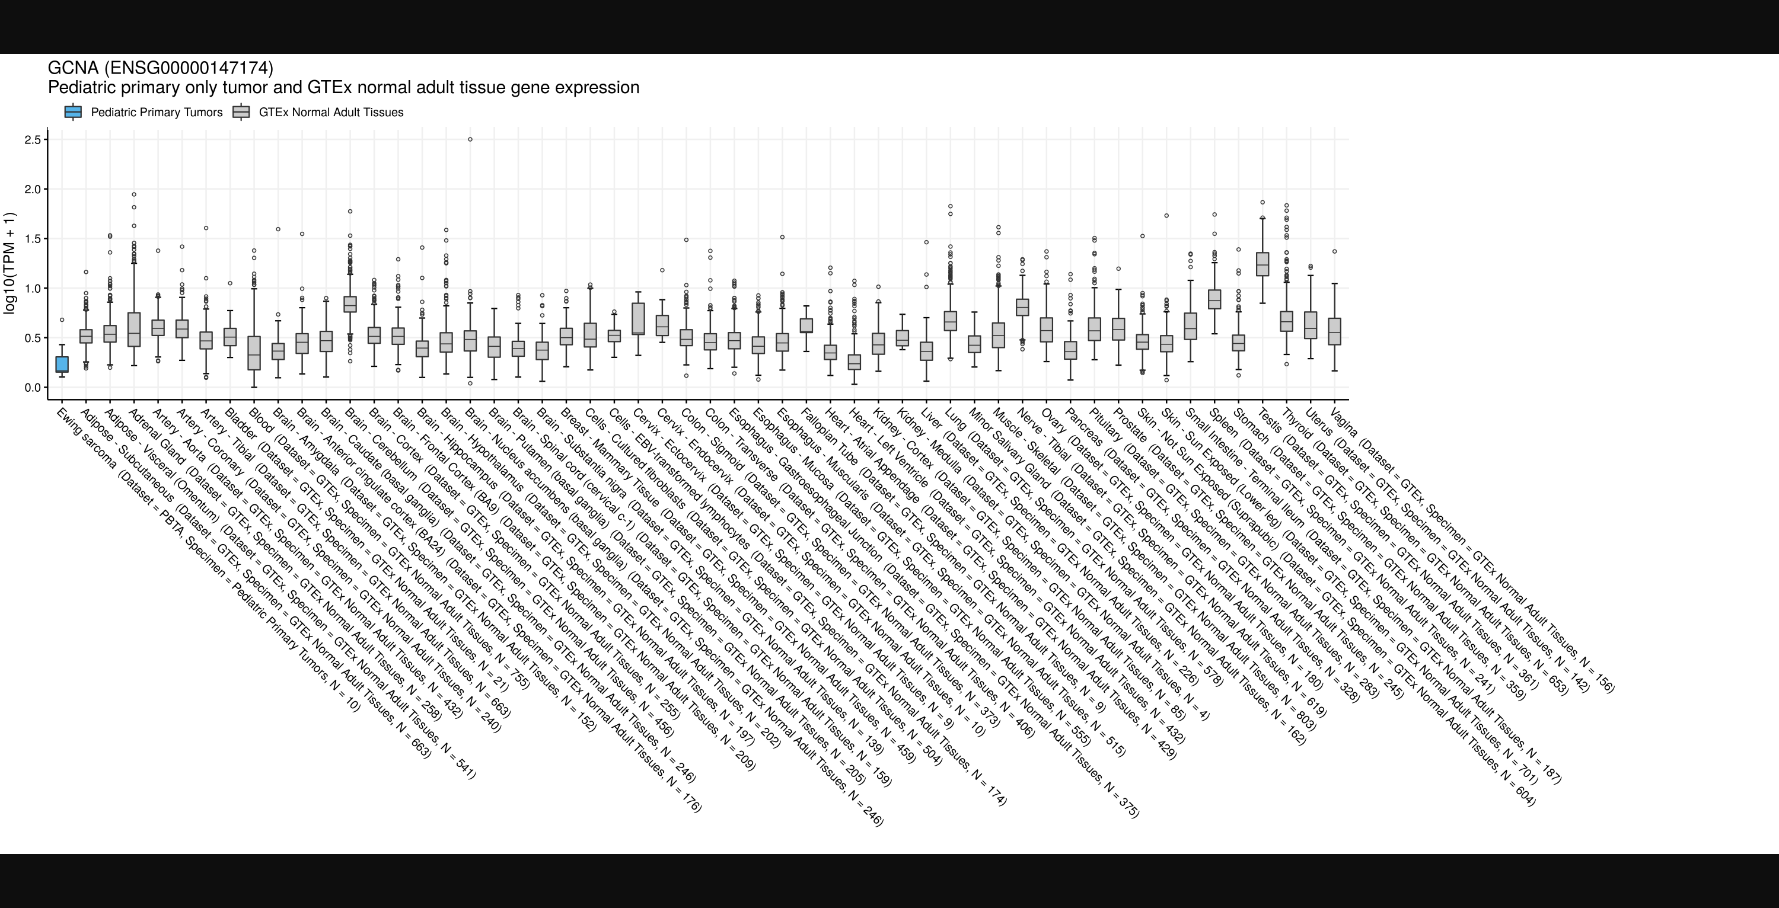 GCNA (ENSG00000147174)
Pediatric primary only tumor and GTEx normal adult tissue gene expression
Pediatric Primary Tumors
GTEx Normal Adult Tissues
log10(TPM + 1)
2.5
2.0
1.5
1.0
0.5
0.0
Ewing sarcoma (Dataset = PBTA, Specimen = Pediatric Primary Tumors, N = 10)
Adipose - Subcutaneous (Dataset = GTEx, Specimen = GTEx Normal Adult Tissues, N = 663)
Adipose - Visceral (Omentum) (Dataset = GTEx, Specimen = GTEx Normal Adult Tissues, N = 541)
Adrenal Gland (Dataset = GTEx, Specimen = GTEx Normal Adult Tissues, N = 258)
Artery - Aorta (Dataset = GTEx, Specimen = GTEx Normal Adult Tissues, N = 432)
Artery - Coronary (Dataset = GTEx, Specimen = GTEx Normal Adult Tissues, N = 240)
Artery - Tibial (Dataset = GTEx, Specimen = GTEx Normal Adult Tissues, N = 663)
Bladder (Dataset = GTEx, Specimen = GTEx Normal Adult Tissues, N = 21)
Blood (Dataset = GTEx, Specimen = GTEx Normal Adult Tissues, N = 755)
Brain - Amygdala (Dataset = GTEx, Specimen = GTEx Normal Adult Tissues, N = 152)
Brain - Anterior cingulate cortex (BA24) (Dataset = GTEx, Specimen = GTEx Normal Adult Tissues, N = 176)
Brain - Caudate (basal ganglia) (Dataset = GTEx, Specimen = GTEx Normal Adult Tissues, N = 246)
Brain - Cerebellum (Dataset = GTEx, Specimen = GTEx Normal Adult Tissues, N = 456)
Brain - Cortex (Dataset = GTEx, Specimen = GTEx Normal Adult Tissues, N = 255)
Brain - Frontal Cortex (BA9) (Dataset = GTEx, Specimen = GTEx Normal Adult Tissues, N = 209)
Brain - Hippocampus (Dataset = GTEx, Specimen = GTEx Normal Adult Tissues, N = 197)
Brain - Hypothalamus (Dataset = GTEx, Specimen = GTEx Normal Adult Tissues, N = 202)
Brain - Nucleus accumbens (basal ganglia) (Dataset = GTEx, Specimen = GTEx Normal Adult Tissues, N = 246)
Brain - Putamen (basal ganglia) (Dataset = GTEx, Specimen = GTEx Normal Adult Tissues, N = 205)
Brain - Spinal cord (cervical c-1) (Dataset = GTEx, Specimen = GTEx Normal Adult Tissues, N = 159)
Brain - Substantia nigra (Dataset = GTEx, Specimen = GTEx Normal Adult Tissues, N = 139)
Breast - Mammary Tissue (Dataset = GTEx, Specimen = GTEx Normal Adult Tissues, N = 459)
Cells - Cultured fibroblasts (Dataset = GTEx, Specimen = GTEx Normal Adult Tissues, N = 504)
Cells - EBV-transformed lymphocytes (Dataset = GTEx, Specimen = GTEx Normal Adult Tissues, N = 174)
Cervix - Ectocervix (Dataset = GTEx, Specimen = GTEx Normal Adult Tissues, N = 9)
Cervix - Endocervix (Dataset = GTEx, Specimen = GTEx Normal Adult Tissues, N = 10)
Colon - Sigmoid (Dataset = GTEx, Specimen = GTEx Normal Adult Tissues, N = 373)
Colon - Transverse (Dataset = GTEx, Specimen = GTEx Normal Adult Tissues, N = 406)
Esophagus - Gastroesophageal Junction (Dataset = GTEx, Specimen = GTEx Normal Adult Tissues, N = 375)
Esophagus - Mucosa (Dataset = GTEx, Specimen = GTEx Normal Adult Tissues, N = 555)
Esophagus - Muscularis (Dataset = GTEx, Specimen = GTEx Normal Adult Tissues, N = 515)
Fallopian Tube (Dataset = GTEx, Specimen = GTEx Normal Adult Tissues, N = 9)
Heart - Atrial Appendage (Dataset = GTEx, Specimen = GTEx Normal Adult Tissues, N = 429)
Heart - Left Ventricle (Dataset = GTEx, Specimen = GTEx Normal Adult Tissues, N = 432)
Kidney - Cortex (Dataset = GTEx, Specimen = GTEx Normal Adult Tissues, N = 85)
Kidney - Medulla (Dataset = GTEx, Specimen = GTEx Normal Adult Tissues, N = 4)
Liver (Dataset = GTEx, Specimen = GTEx Normal Adult Tissues, N = 226)
Lung (Dataset = GTEx, Specimen = GTEx Normal Adult Tissues, N = 578)
Minor Salivary Gland (Dataset = GTEx, Specimen = GTEx Normal Adult Tissues, N = 162)
Muscle - Skeletal (Dataset = GTEx, Specimen = GTEx Normal Adult Tissues, N = 803)
Nerve - Tibial (Dataset = GTEx, Specimen = GTEx Normal Adult Tissues, N = 619)
Ovary (Dataset = GTEx, Specimen = GTEx Normal Adult Tissues, N = 180)
Pancreas (Dataset = GTEx, Specimen = GTEx Normal Adult Tissues, N = 328)
Pituitary (Dataset = GTEx, Specimen = GTEx Normal Adult Tissues, N = 283)
Prostate (Dataset = GTEx, Specimen = GTEx Normal Adult Tissues, N = 245)
Skin - Not Sun Exposed (Suprapubic) (Dataset = GTEx, Specimen = GTEx Normal Adult Tissues, N = 604)
Skin - Sun Exposed (Lower leg) (Dataset = GTEx, Specimen = GTEx Normal Adult Tissues, N = 701)
Small Intestine - Terminal Ileum (Dataset = GTEx, Specimen = GTEx Normal Adult Tissues, N = 187)
Spleen (Dataset = GTEx, Specimen = GTEx Normal Adult Tissues, N = 241)
Stomach (Dataset = GTEx, Specimen = GTEx Normal Adult Tissues, N = 359)
Testis (Dataset = GTEx, Specimen = GTEx Normal Adult Tissues, N = 361)
Thyroid (Dataset = GTEx, Specimen = GTEx Normal Adult Tissues, N = 653)
Uterus (Dataset = GTEx, Specimen = GTEx Normal Adult Tissues, N = 142)
Vagina (Dataset = GTEx, Specimen = GTEx Normal Adult Tissues, N = 156)